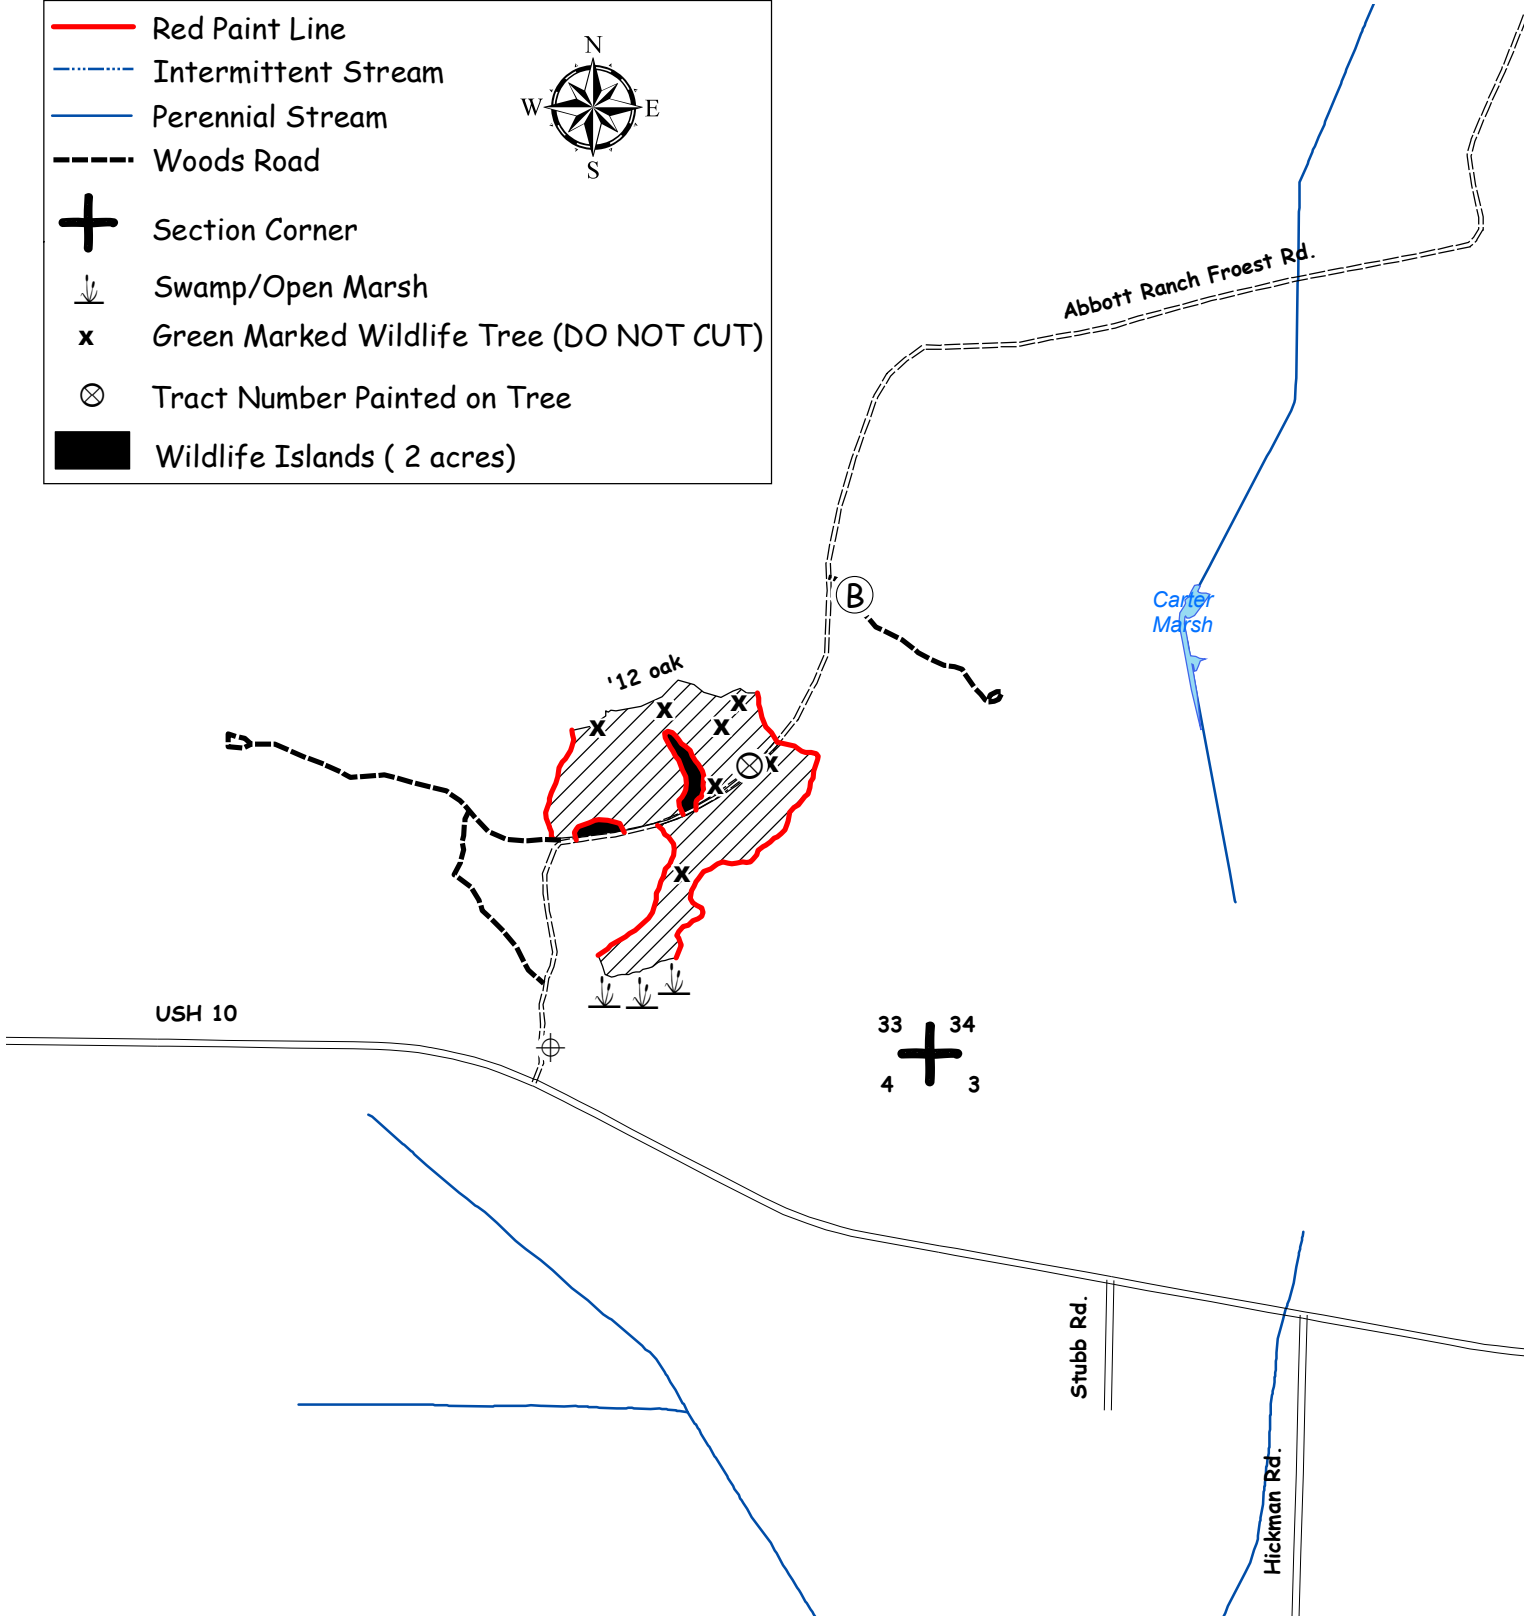 Red Paint Line
Intermittent Stream
Perennial Stream
Woods Road
Section Corner
Swamp/Open Marsh
x Green Marked Wildlife Tree (DO NOT CUT)
Tract Number Painted on Tree
Wildlife Islands ( 2 acres)
N
W E
S
Abbott Ranch Froest Rd.
B
Carter
Marsh
'12 oak
x
x
x
x
x
x
x
USH 10
33 34
4 3
Stubb Rd.
Hickman Rd.